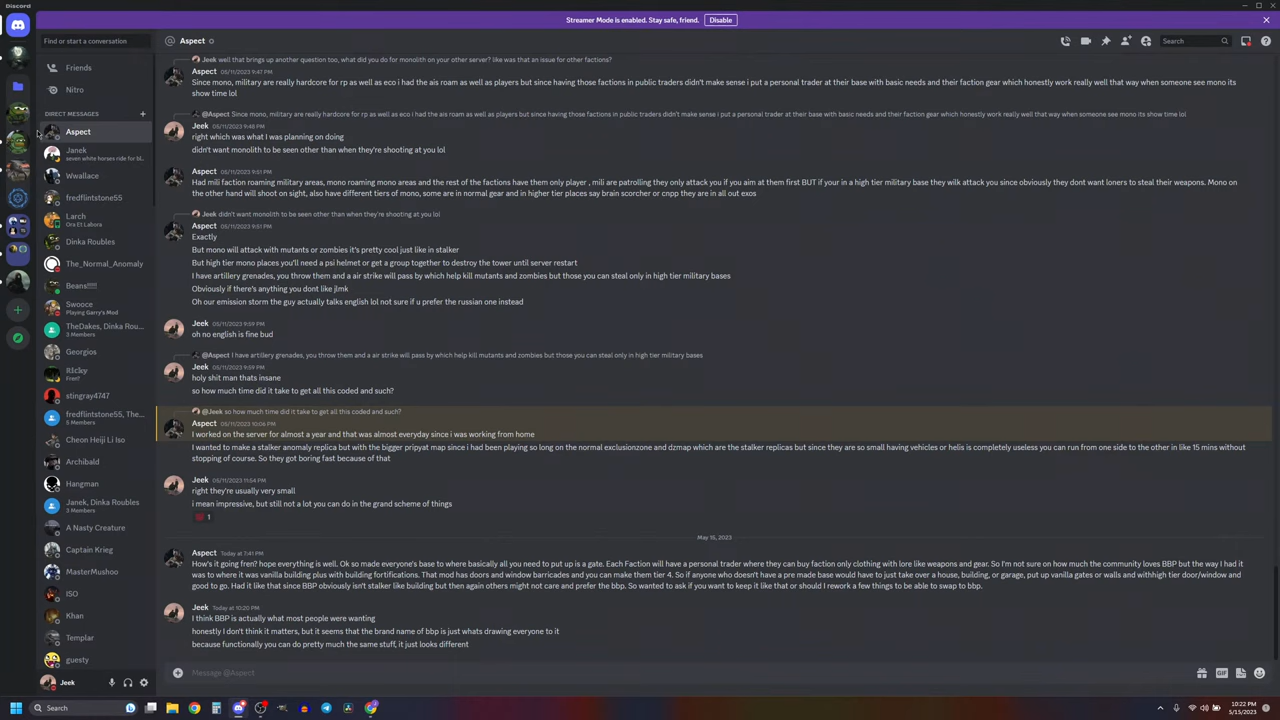 Discord
Streamer Mode is enabled. Stay safe, friend.
Disable
Find or start a conversation
Aspect
Search
Friends
Nitro
DIRECT MESSAGES
Aspect
Janek
seven white horses ride for bl
Wwallace
fredflintstone55
Larch
Ora Et Labora
Dinka Roubles
The_Normal_Anomaly
Beans!!!!!
Swooce
Playing Garry's Mod
TheDakes, Dinka Rou...
3 Members
Georgios
Ricky
Fren?
stingray4747
fredflintstone55, The...
5 Members
Cheon Heiji Li Iso
Archibald
Hangman
Janek, Dinka Roubles
3 Members
A Nasty Creature
Captain Krieg
MasterMushoo
ISO
Khan
Templar
guesty
Jeek
Jeek well that brings up another question too, what did you do for monolith on your other server? like was that an issue for other factions?
Aspect 05/11/2023 9:47 PM
Since mono, military are really hardcore for rp as well as eco i had the ais roam as well as players but since having those factions in public traders didn't make sense i put a personal trader at their base with basic needs and their faction gear which honestly work really well that way when someone see mono its
show time lol
@Aspect Since mono, military are really hardcore for rp as well as eco i had the ais roam as well as players but since having those factions in public traders didn't make sense i put a personal trader at their base with basic needs and their faction gear which honestly work really well that way when someone see mono its show time lol
Jeek 05/11/2023 9:48 PM
right which was what I was planning on doing
didn't want monolith to be seen other than when they're shooting at you lol
Aspect 05/11/2023 9:51 PM
Had mili faction roaming military areas, mono roaming mono areas and the rest of the factions have them only player , mili are patrolling they only attack you if you aim at them first BUT if your in a high tier military base they wilk attack you since obviously they dont want loners to steal their weapons. Mono on
the other hand will shoot on sight, also have different tiers of mono, some are in normal gear and in higher tier places say brain scorcher or cnpp they are in all out exos
Jeek didn't want monolith to be seen other than when they're shooting at you lol
Aspect 05/11/2023 9:51 PM
Exactly
But mono will attack with mutants or zombies it's pretty cool just like in stalker
But high tier mono places you'll need a psi helmet or get a group together to destroy the tower until server restart
I have artillery grenades, you throw them and a air strike will pass by which help kill mutants and zombies but those you can steal only in high tier military bases
Obviously if there's anything you dont like jlmk
Oh our emission storm the guy actually talks english lol not sure if u prefer the russian one instead
Jeek 05/11/2023 9:59 PM
oh no english is fine bud
@Aspect I have artillery grenades, you throw them and a air strike will pass by which help kill mutants and zombies but those you can steal only in high tier military bases
Jeek 05/11/2023 9:59 PM
holy shit man thats insane
so how much time did it take to get all this coded and such?
@Jeek so how much time did it take to get all this coded and such?
Aspect 05/11/2023 10:06 PM
I worked on the server for almost a year and that was almost everyday since i was working from home
I wanted to make a stalker anomaly replica but with the bigger pripyat map since i had been playing so long on the normal exclusionzone and dzmap which are the stalker replicas but since they are so small having vehicles or helis is completely useless you can run from one side to the other in like 15 mins without
stopping of course. So they got boring fast because of that
Jeek 05/11/2023 11:54 PM
right they're usually very small
i mean impressive, but still not a lot you can do in the grand scheme of things
1
May 15, 2023
Aspect Today at 7:41 PM
How's it going fren? hope everything is well. Ok so made everyone's base to where basically all you need to put up is a gate. Each Faction will have a personal trader where they can buy faction only clothing with lore like weapons and gear. So I'm not sure on how much the community loves BBP but the way I had it
was to where it was vanilla building plus with building fortifications. That mod has doors and window barricades and you can make them tier 4. So if anyone who doesn't have a pre made base would have to just take over a house, building, or garage, put up vanilla gates or walls and withhigh tier door/window and
good to go. Had it like that since BBP obviously isn't stalker like building but then again others might not care and prefer the bbp. So wanted to ask if you want to keep it like that or should I rework a few things to be able to swap to bbp.
Jeek Today at 10:20 PM
I think BBP is actually what most people were wanting
honestly I don't think it matters, but it seems that the brand name of bbp is just whats drawing everyone to it
because functionally you can do pretty much the same stuff, it just looks different
Message @Aspect
GIF
Search
10:22 PM
5/15/2023